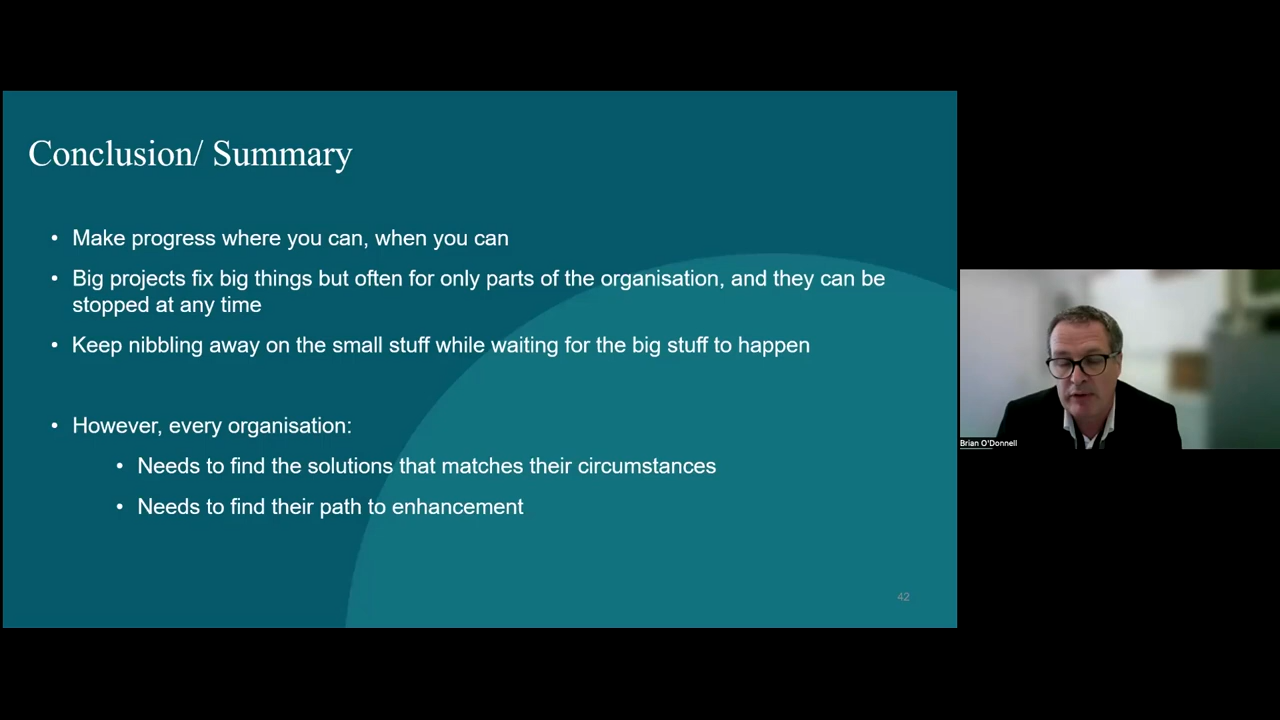 Conclusion/ Summary
• Make progress where you can, when you can
• Big projects fix big things but often for only parts of the organisation, and they can be
stopped at any time
• Keep nibbling away on the small stuff while waiting for the big stuff to happen
• However, every organisation:
• Needs to find the solutions that matches their circumstances
• Needs to find their path to enhancement
42
Brian O'Donnell